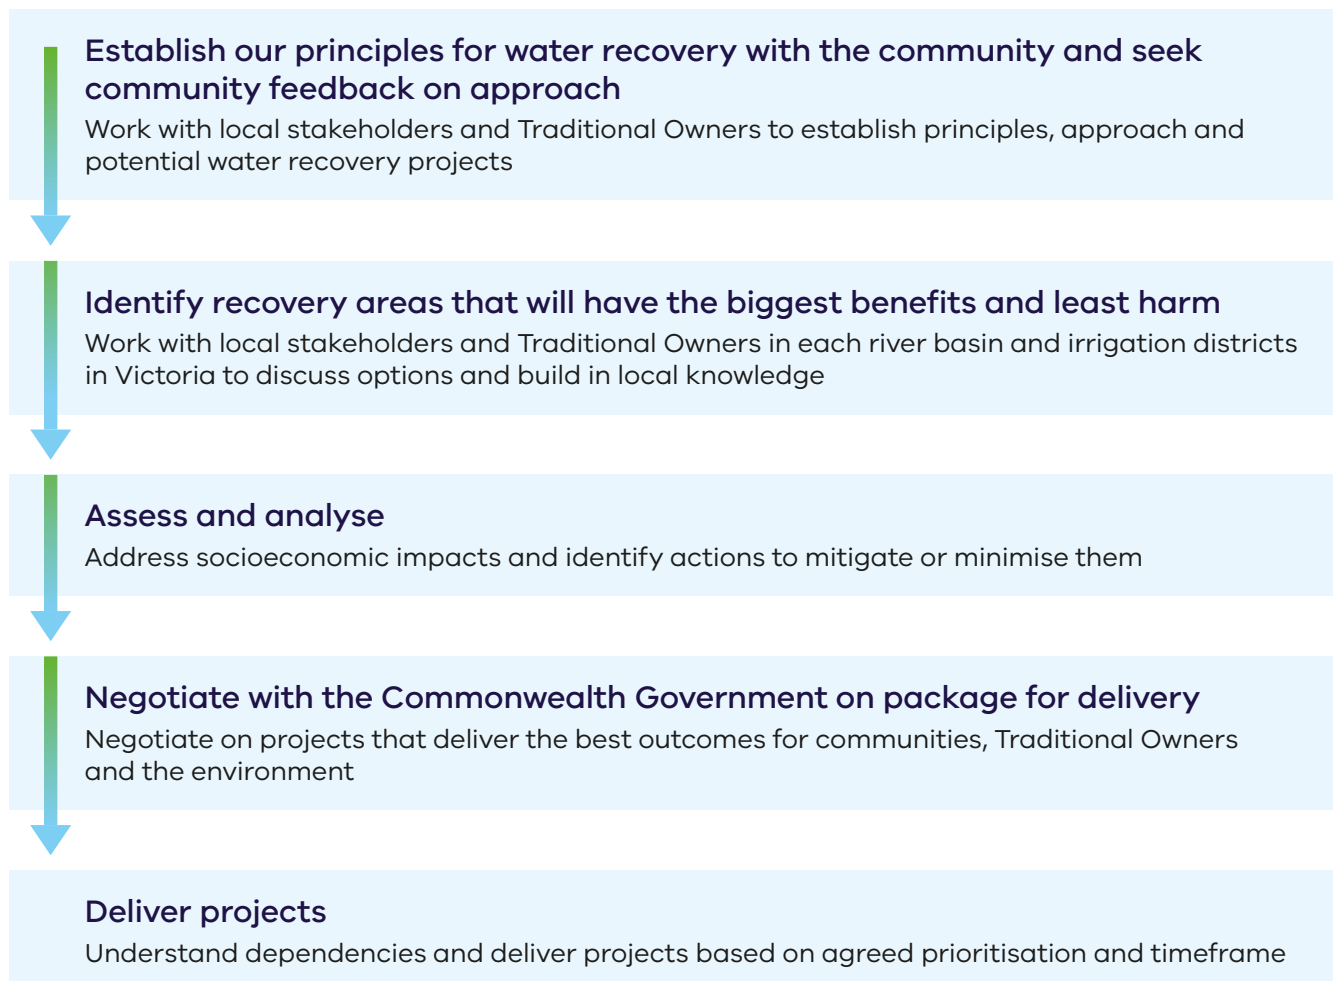 Establish our principles for water recovery with the community and seek
community feedback on approach
Work with local stakeholders and Traditional Owners to establish principles, approach and
potential water recovery projects
Identify recovery areas that will have the biggest benefits and least harm
Work with local stakeholders and Traditional Owners in each river basin and irrigation districts
in Victoria to discuss options and build in local knowledge
Assess and analyse
Address socioeconomic impacts and identify actions to mitigate or minimise them
Negotiate with the Commonwealth Government on package for delivery
Negotiate on projects that deliver the best outcomes for communities, Traditional Owners
and the environment
Deliver projects
Understand dependencies and deliver projects based on agreed prioritisation and timeframe